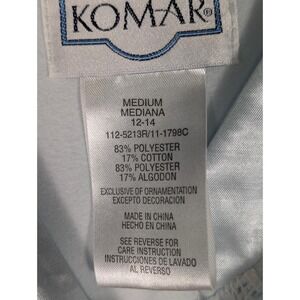 KOMAR®
MEDIUM
MEDIANA
12-14
112-5213R/11-1798C
83% POLYESTER
17% COTTON
83% POLYESTER
17% ALGODON
EXCLUSIVE OF ORNAMENTATION
EXCEPTO DECORACION
MADE IN CHINA
HECHO EN CHINA
SEE REVERSE FOR
CARE INSTRUCTION
INSTRUCCIONES DE LAVADO
AL REVERSO